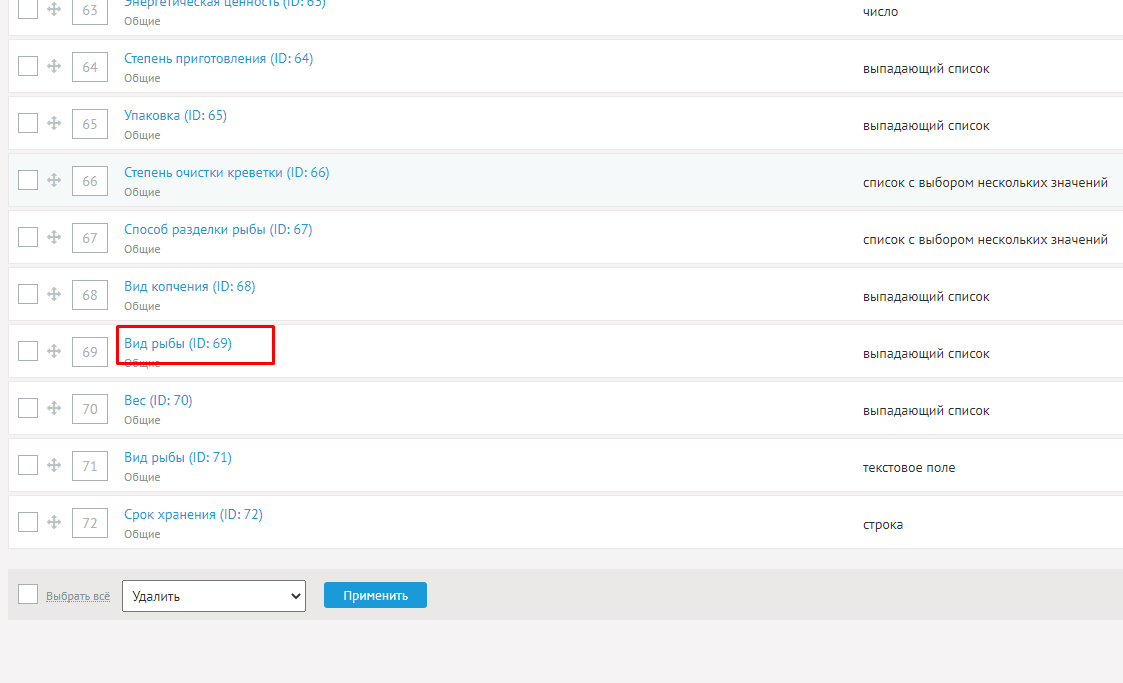 63
Энергетическая ценность (ID: 63)
Общие
число
64
Степень приготовления (ID: 64)
Общие
выпадающий список
65
Упаковка (ID: 65)
Общие
выпадающий список
66
Степень очистки креветки (ID: 66)
Общие
список с выбором нескольких значений
67
Способ разделки рыбы (ID: 67)
Общие
список с выбором нескольких значений
68
Вид копчения (ID: 68)
Общие
выпадающий список
69
Вид рыбы (ID: 69)
Общие
выпадающий список
70
Вес (ID: 70)
Общие
выпадающий список
71
Вид рыбы (ID: 71)
Общие
текстовое поле
72
Срок хранения (ID: 72)
Общие
строка
Выбрать всё
Удалить
Применить